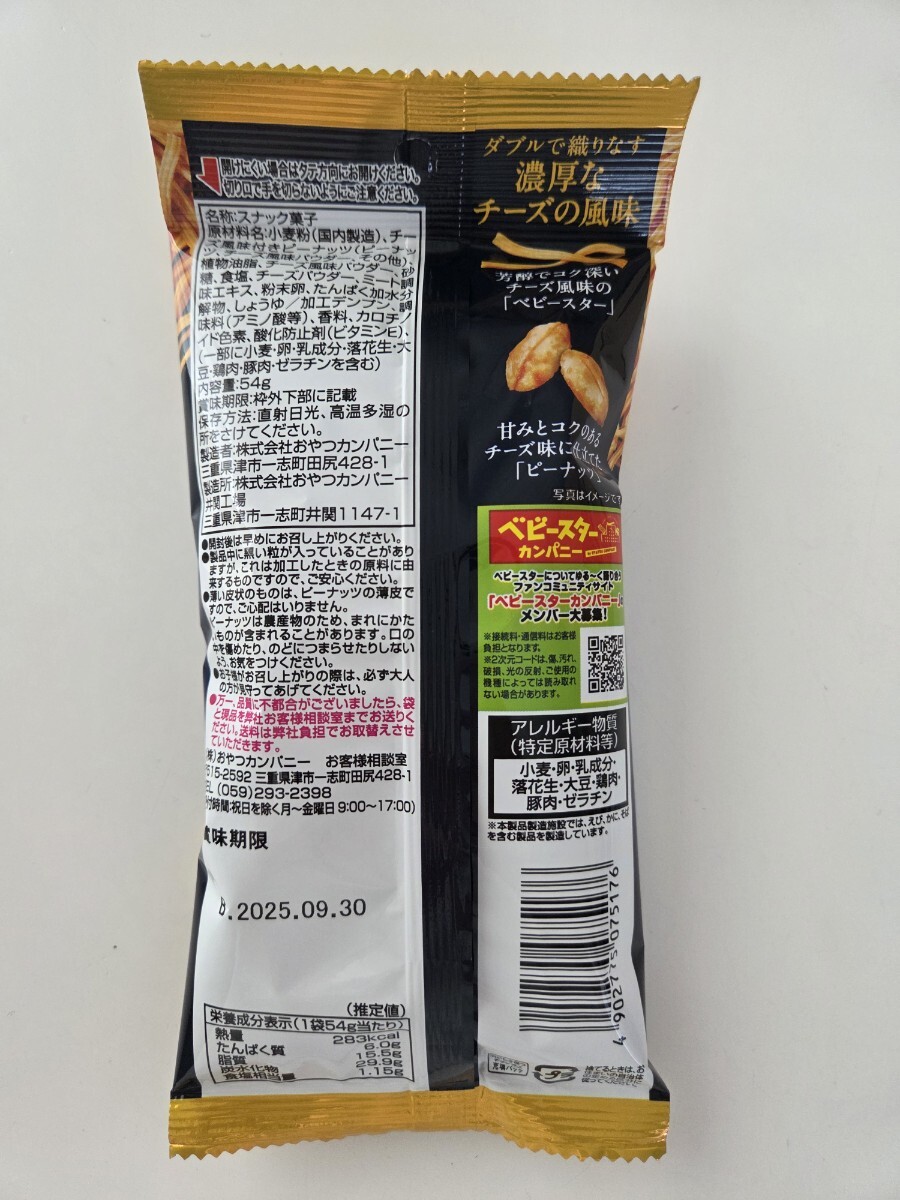 開けにくい場合はタテ方向にお開けください。
切り口で手を切らないようにご注意ください。
名称:スナック菓子
原材料名:小麦粉(国内製造)、チー
ズ風味付きピーナッツ(ピーナッ
ツ、チーズ風味パウダー、その他)、
植物油脂、チーズ風味パウダー、砂
糖、食塩、チーズパウダー、ミート調
味エキス、粉末卵、たんぱく加水分
解物、しょうゆ/加工デンプン、調
味料(アミノ酸等)、香料、カロチノ
イド色素、酸化防止剤(ビタミンE)、
(一部に小麦・卵・乳成分・落花生・大
豆・鶏肉・豚肉・ゼラチンを含む)
内容量:54g
賞味期限:枠外下部に記載
保存方法:直射日光、高温多湿の
所をさけてください。
製造者:株式会社おやつカンパニー
三重県津市一志町田尻428-1
製造所:株式会社おやつカンパニー
井関工場
三重県津市一志町井関1147-1
●開封後は早めにお召し上がりください。
●製品中に黒い粒が入っていることがあり
ますが、これは加工したときの原料に由
来するものですので、ご安心ください。
●薄い皮状のものは、ピーナッツの薄皮で
すので、ご心配はいりません。
ピーナッツは農産物のため、まれにかた
いものが含まれることがあります。口の
中を傷めたり、のどにつまらせたりしない
よう、お気をつけください。
●お子様がお召し上がりの際は、必ず大人
の方が見守ってあげてください。
●万一、品質に不都合がございましたら、袋
と現品を弊社お客様相談室までお送りく
ださい。送料は弊社負担でお取替えさせ
ていただきます。
(株)おやつカンパニー お客様相談室
515-2592 三重県津市一志町田尻428-1
EL (059)293-2398
付時間:祝日を除く月〜金曜日 9:00〜17:00)
賞味期限
B.2025.09.30
(推定値)
栄養成分表示(1袋54g当たり)
熱量 283kcal
たんぱく質 6.0g
脂質 15.5g
炭水化物 29.9g
食塩相当量 1.15g
ダブルで織りなす
濃厚な
チーズの風味
芳醇でコク深い
チーズ風味の
「ベビースター」
甘みとコクのある
チーズ味に仕立てた
「ピーナッツ」
写真はイメージです
ベビースター
カンパニー
ベビースターについてゆる〜く語り合う
ファンコミュニティサイト
「ベビースターカンパニー」
メンバー大募集!
※接続料・通信料はお客様
負担となります。
※2次元コードは、傷、汚れ、
破損、光の反射、ご使用の
機種によっては読み取れ
ない場合があります。
アレルギー物質
(特定原材料等)
小麦・卵・乳成分・
落花生・大豆・鶏肉・
豚肉・ゼラチン
※本製品製造施設では、えび、かに、そば
を含む製品を製造しています。
4 902775 075176
プラ
捨てるときは、お